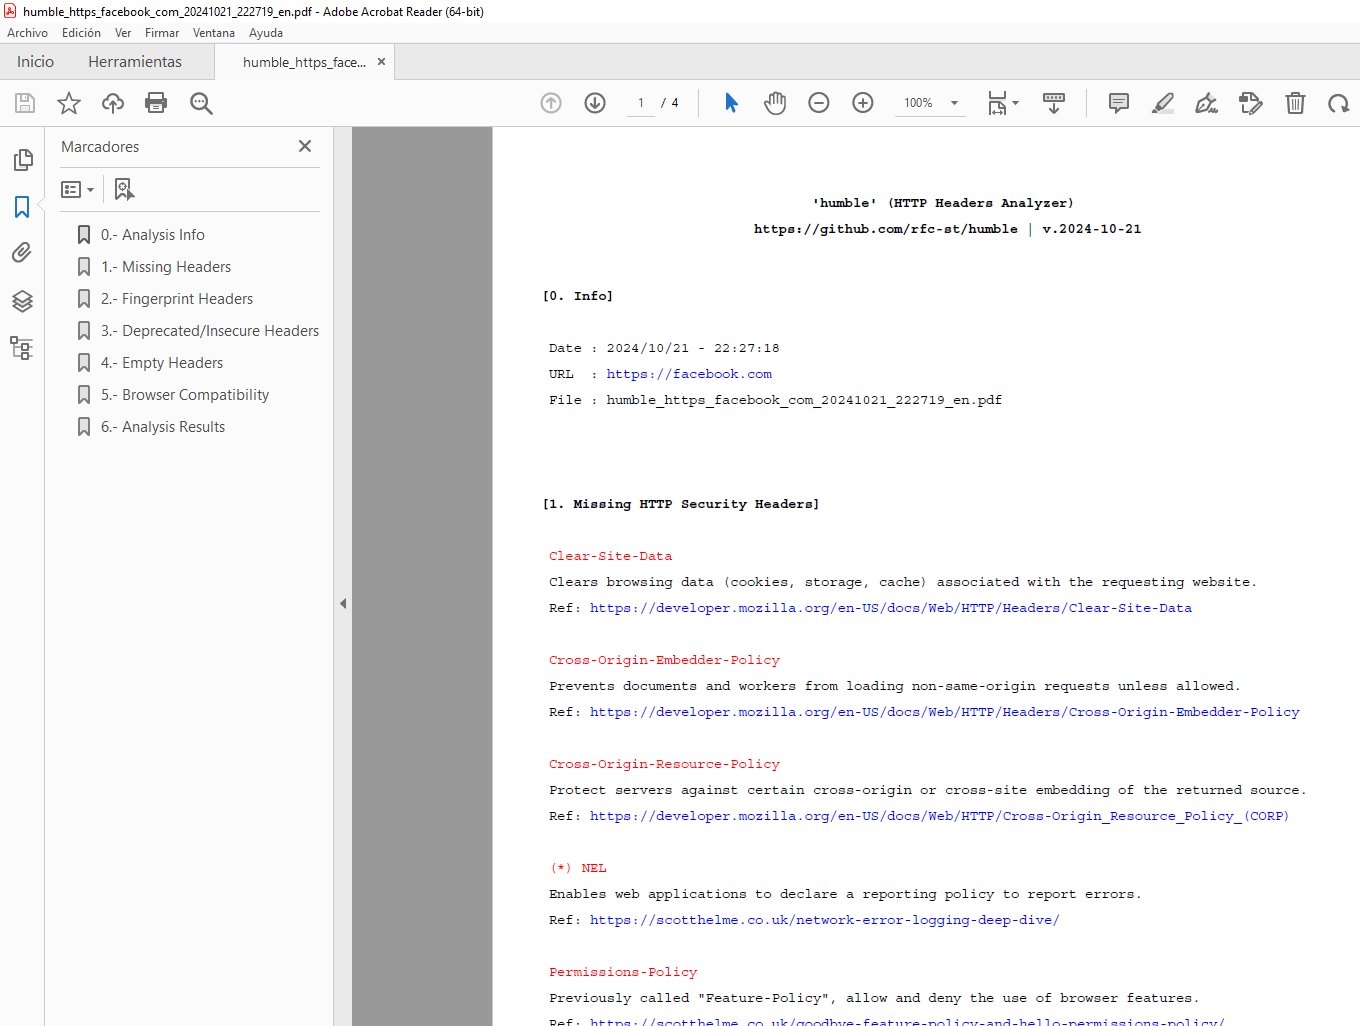 humble_https_facebook_com_20241021_222719_en.pdf - Adobe Acrobat Reader (64-bit)
Archivo Edición Ver Firmar Ventana Ayuda
Inicio Herramientas humble_https_face... ×
1 / 4 100%
Marcadores
0.- Analysis Info
1.- Missing Headers
2.- Fingerprint Headers
3.- Deprecated/Insecure Headers
4.- Empty Headers
5.- Browser Compatibility
6.- Analysis Results
'humble' (HTTP Headers Analyzer)
https://github.com/rfc-st/humble | v.2024-10-21
[0. Info]
Date : 2024/10/21 - 22:27:18
URL : https://facebook.com
File : humble_https_facebook_com_20241021_222719_en.pdf
[1. Missing HTTP Security Headers]
Clear-Site-Data
Clears browsing data (cookies, storage, cache) associated with the requesting website.
Ref: https://developer.mozilla.org/en-US/docs/Web/HTTP/Headers/Clear-Site-Data
Cross-Origin-Embedder-Policy
Prevents documents and workers from loading non-same-origin requests unless allowed.
Ref: https://developer.mozilla.org/en-US/docs/Web/HTTP/Headers/Cross-Origin-Embedder-Policy
Cross-Origin-Resource-Policy
Protect servers against certain cross-origin or cross-site embedding of the returned source.
Ref: https://developer.mozilla.org/en-US/docs/Web/HTTP/Cross-Origin_Resource_Policy_(CORP)
(*) NEL
Enables web applications to declare a reporting policy to report errors.
Ref: https://scotthelme.co.uk/network-error-logging-deep-dive/
Permissions-Policy
Previously called "Feature-Policy", allow and deny the use of browser features.
Ref: https://scotthelme.co.uk/goodbye-feature-policy-and-hello-permissions-policy/